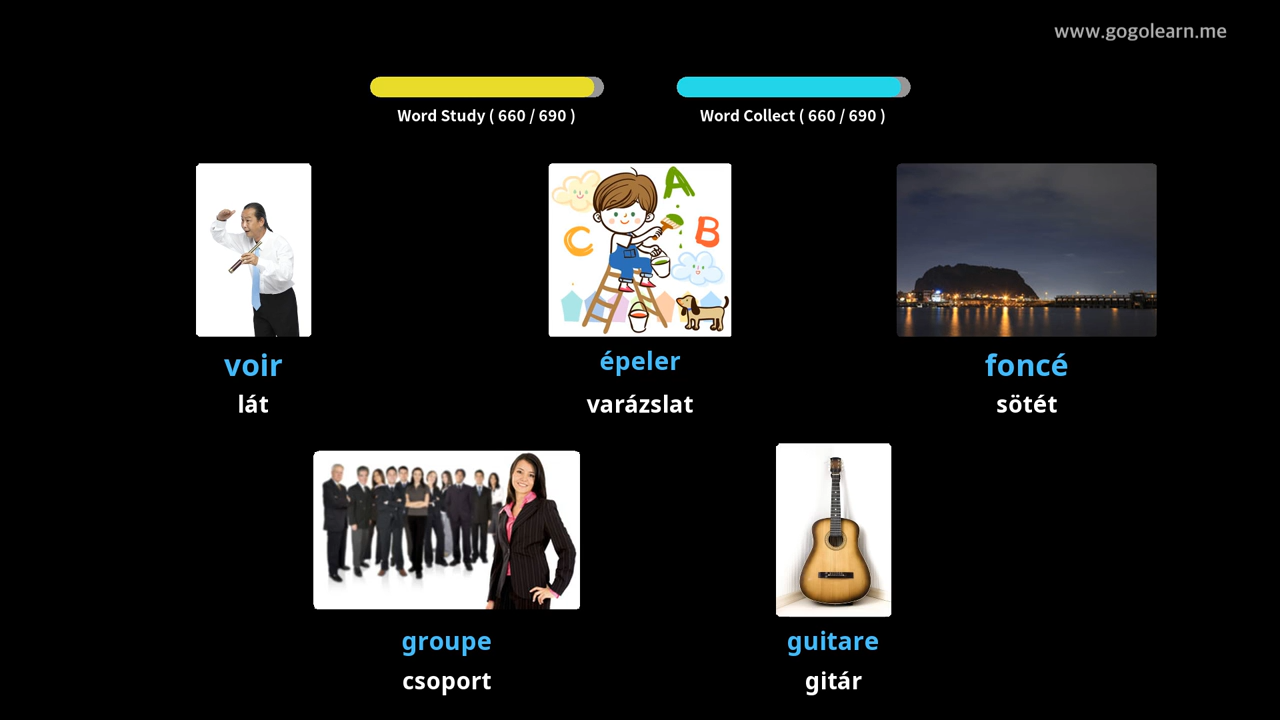 www.gogolearn.me
Word Study ( 660 / 690 )
Word Collect ( 660 / 690 )
A
B
C
voir
épeler
foncé
lát
varázslat
sötét
groupe
guitare
csoport
gitár